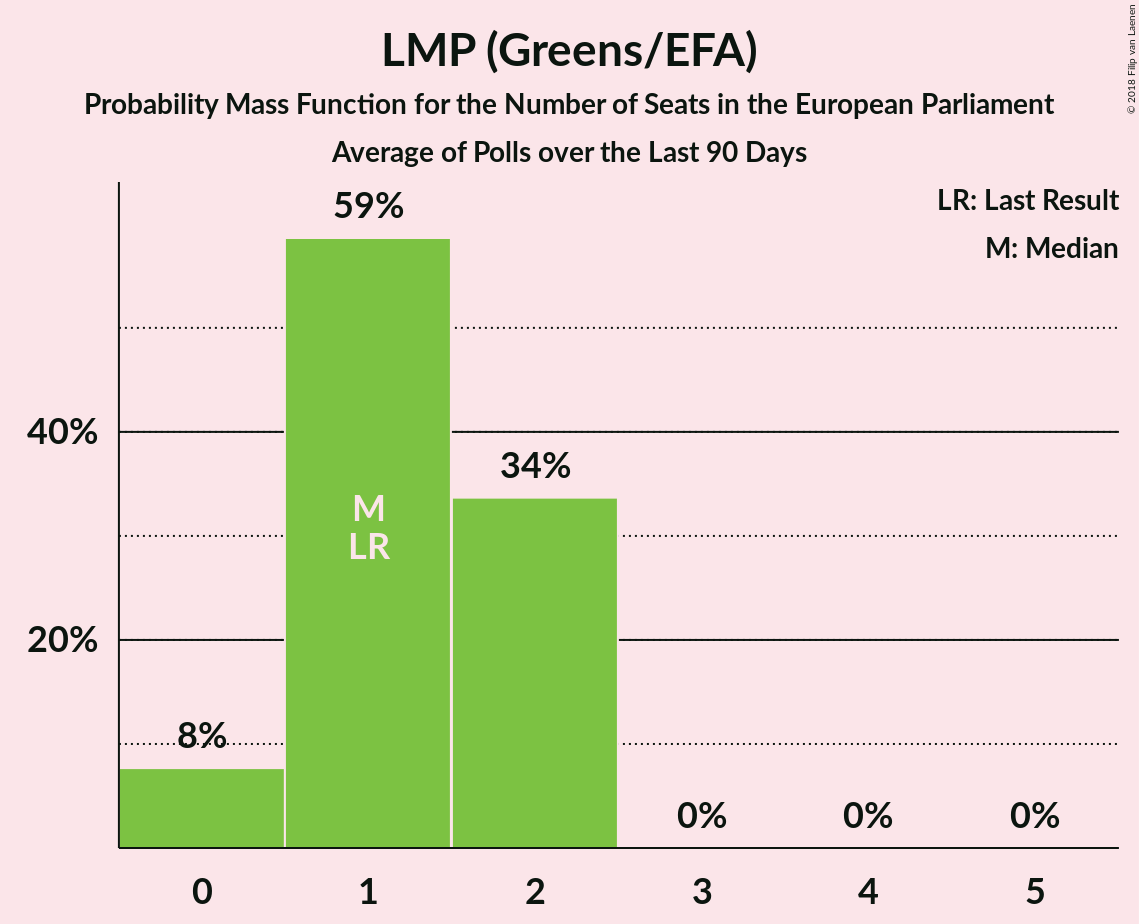 LMP (Greens/EFA)
Probability Mass Function for the Number of Seats in the European Parliament
Average of Polls over the Last 90 Days
© 2018 Filip van Laenen
LR: Last Result
M: Median
59%
40%
34%
M
LR
20%
8%
0% 0% 0%
0 1 2 3 4 5